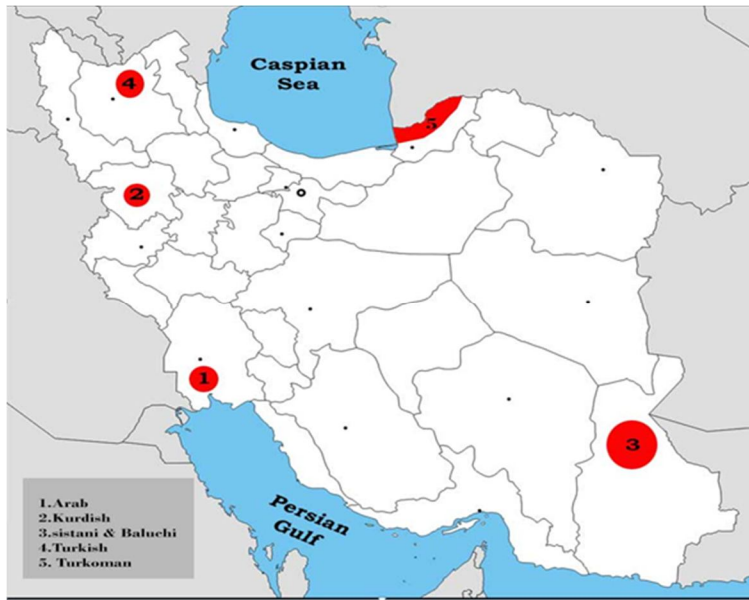 Caspian
Sea
4
5
2
1
3
Persian
Gulf
1.Arab
2.Kurdish
3.sistani & Baluchi
4.Turkish
5. Turkoman